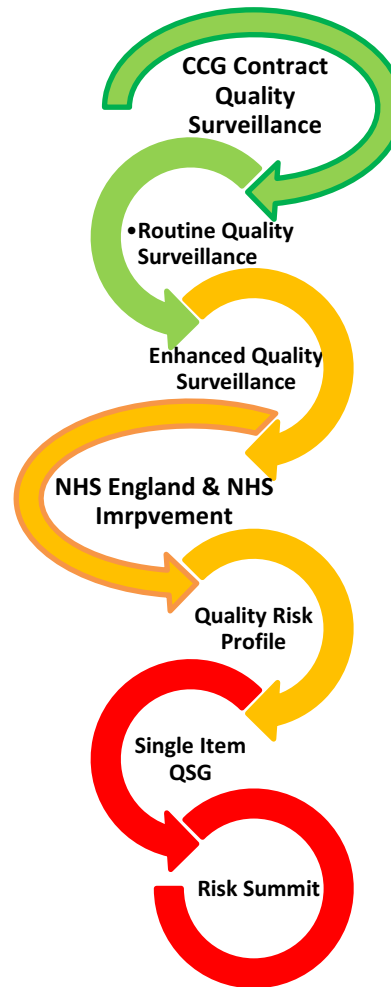 CCG Contract
Quality
Surveillance
•Routine Quality
Surveillance
Enhanced Quality
Surveillance
NHS England & NHS
Imrpvement
Quality Risk
Profile
Single Item
QSG
Risk Summit